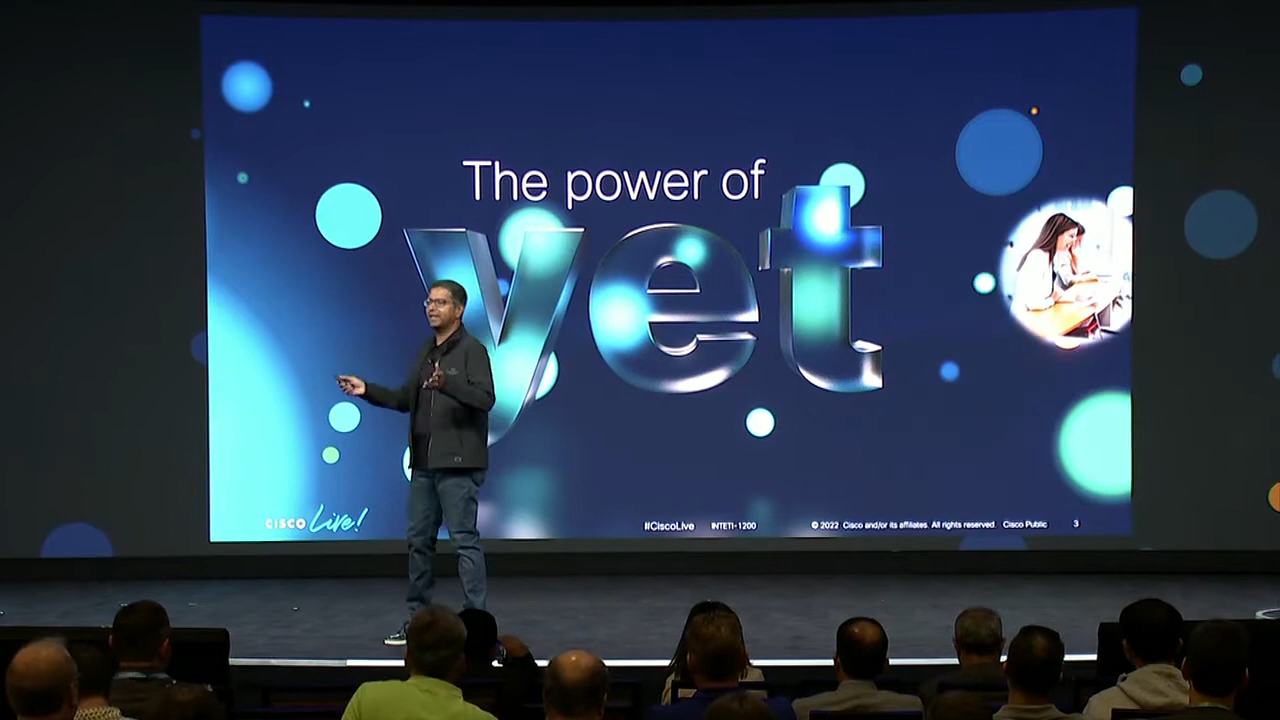 The power of
yet
CISCO Live!
#CiscoLive INTETI-1200 © 2022 Cisco and/or its affiliates. All rights reserved. Cisco Public 3